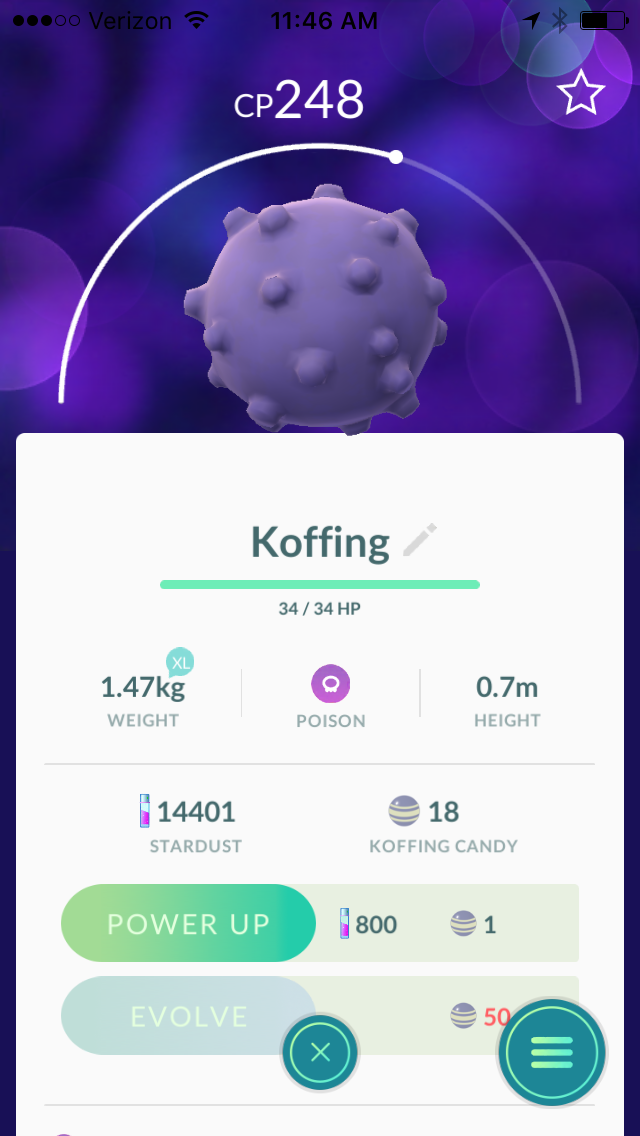 Verizon 11:46 AM
CP248
Koffing
34 / 34 HP
XL
1.47kg 0.7m
WEIGHT POISON HEIGHT
14401 18
STARDUST KOFFING CANDY
POWER UP 800 1
EVOLVE 50